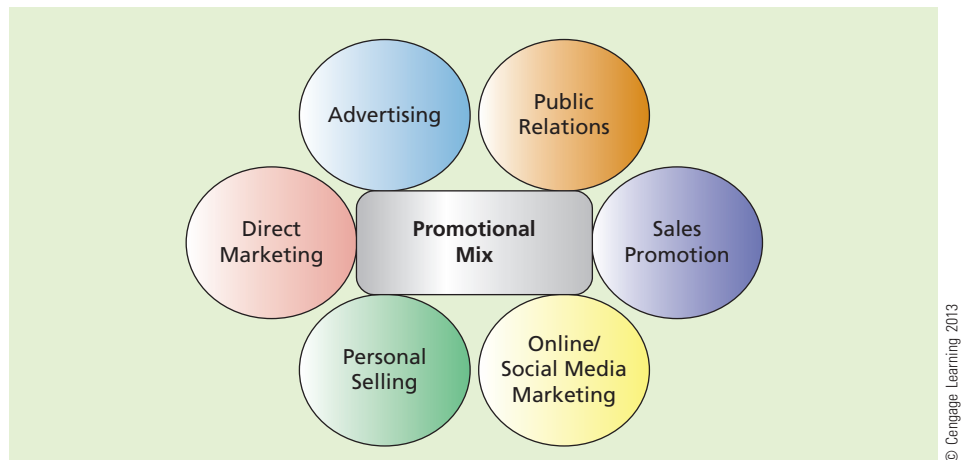 Advertising
Public
Relations
Direct
Marketing
Promotional
Mix
Sales
Promotion
Personal
Selling
Online/
Social Media
Marketing
© Cengage Learning 2013